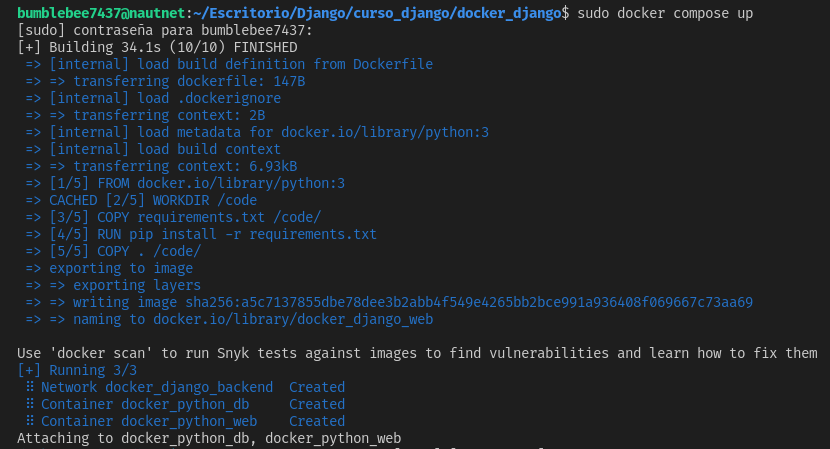 bumblebee7437@nautnet:~/Escritorio/Django/curso_django/docker_django$ sudo docker compose up
[sudo] contraseña para bumblebee7437:
[+] Building 34.1s (10/10) FINISHED
=> [internal] load build definition from Dockerfile
=> => transferring dockerfile: 147B
=> [internal] load .dockerignore
=> => transferring context: 2B
=> [internal] load metadata for docker.io/library/python:3
=> [internal] load build context
=> => transferring context: 6.93kB
=> [1/5] FROM docker.io/library/python:3
=> CACHED [2/5] WORKDIR /code
=> [3/5] COPY requirements.txt /code/
=> [4/5] RUN pip install -r requirements.txt
=> [5/5] COPY . /code/
=> exporting to image
=> => exporting layers
=> => writing image sha256:a5c7137855dbe78dee3b2abb4f549e4265bb2bce991a936408f069667c73aa69
=> => naming to docker.io/library/docker_django_web
Use 'docker scan' to run Snyk tests against images to find vulnerabilities and learn how to fix them
[+] Running 3/3
⠿ Network docker_django_backend Created
⠿ Container docker_python_db Created
⠿ Container docker_python_web Created
Attaching to docker_python_db, docker_python_web